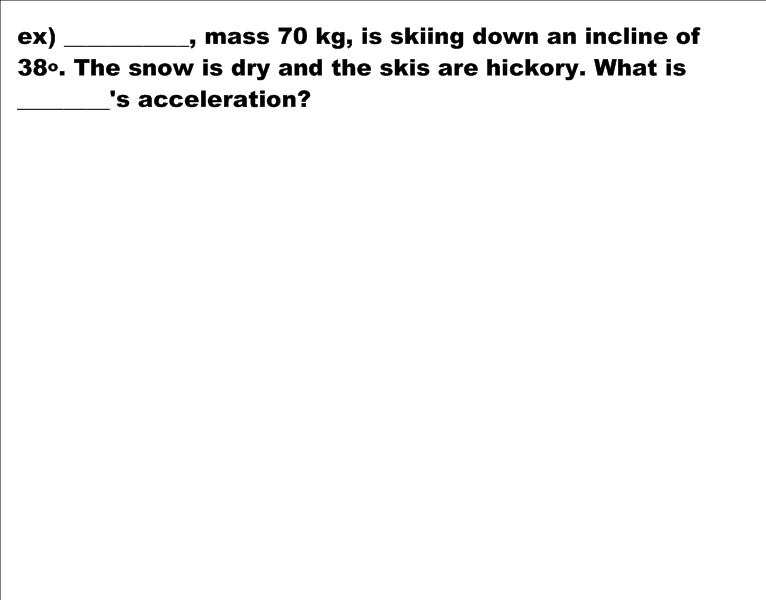 ex) ___________, mass 70 kg, is skiing down an incline of
38º. The snow is dry and the skis are hickory. What is
________'s acceleration?